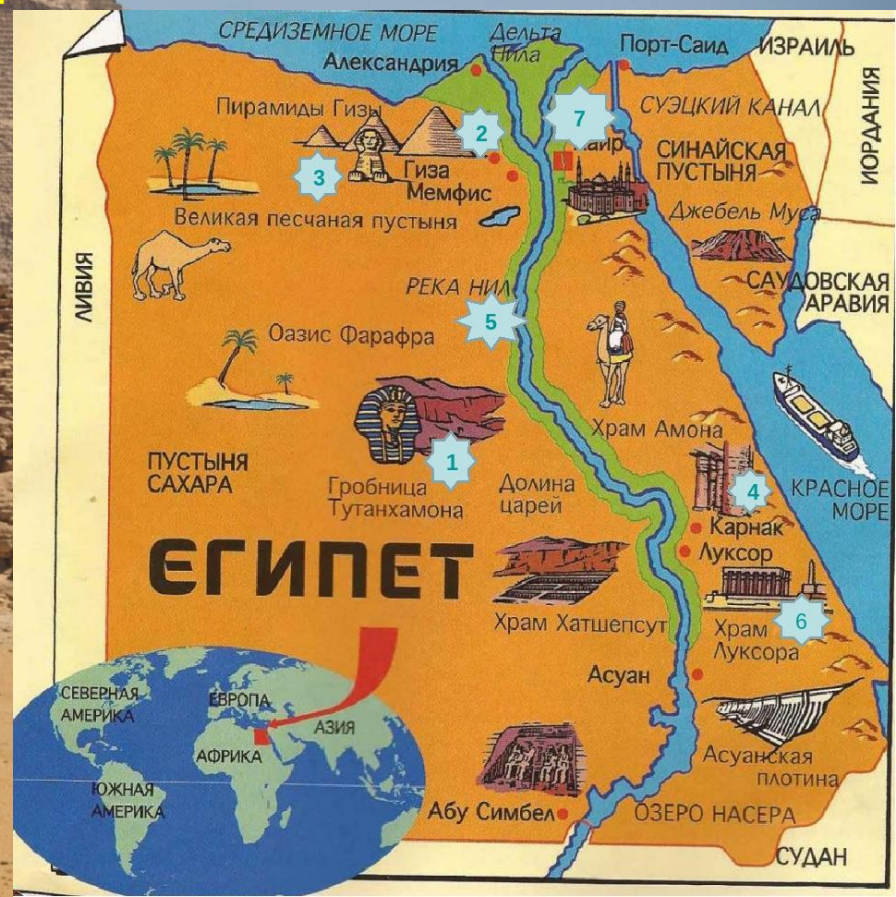 СРЕДИЗЕМНОЕ МОРЕ
Дельта
Нила
Порт-Саид
ИЗРАИЛЬ
Александрия
ИОРДАНИЯ
Пирамиды Гизы
2
7
СУЭЦКИЙ КАНАЛ
3
Гиза
Мемфис
СИНАЙСКАЯ
ПУСТЫНЯ
Великая песчаная пустыня
Джебель Муса
ЛИВИЯ
РЕКА НИЛ
САУДОВСКАЯ
АРАВИЯ
5
Оазис Фарафра
Храм Амона
1
4
ПУСТЫНЯ
САХАРА
Гробница
Тутанхамона
Долина
царей
КРАСНОЕ
МОРЕ
Карнак
Луксор
ЕГИПЕТ
Храм Хатшепсут
Храм
Луксора
6
Асуан
СЕВЕРНАЯ
АМЕРИКА
ЕВРОПА
АЗИЯ
АФРИКА
ЮЖНАЯ
АМЕРИКА
Асуанская
плотина
Абу Симбел
ОЗЕРО НАСЕРА
СУДАН